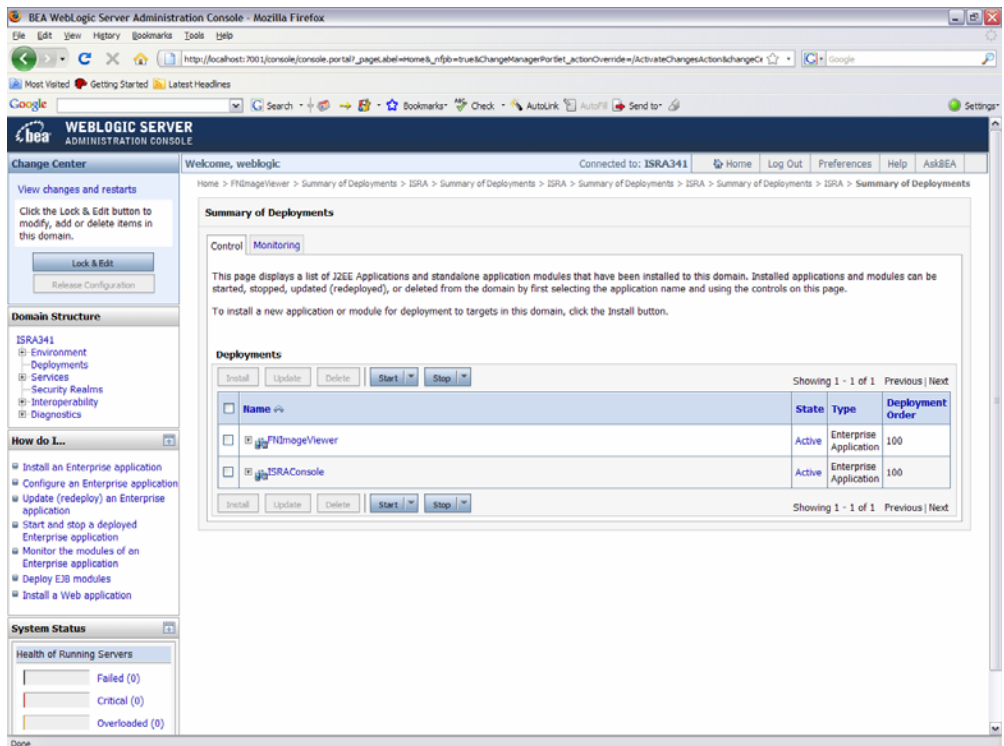 BEA WebLogic Server Administration Console - Mozilla Firefox
File Edit View History Bookmarks Tools Help
http://localhost:7001/console/console.portal?_pageLabel=Home&_nfpb=true&ChangeManagerPortlet_actionOverride=/ActivateChangesAction&changeCe
Google
Most Visited Getting Started Latest Headlines
Google Search Bookmarks Check AutoLink AutoFill Send to Settings
bea WEBLOGIC SERVER
ADMINISTRATION CONSOLE
Change Center
View changes and restarts
Click the Lock & Edit button to
modify, add or delete items in
this domain.
Lock & Edit
Release Configuration
Domain Structure
ISRA341
Environment
Deployments
Services
Security Realms
Interoperability
Diagnostics
How do I...
Install an Enterprise application
Configure an Enterprise application
Update (redeploy) an Enterprise
application
Start and stop a deployed
Enterprise application
Monitor the modules of an
Enterprise application
Deploy EJB modules
Install a Web application
System Status
Health of Running Servers
Failed (0)
Critical (0)
Overloaded (0)
Welcome, weblogic Connected to: ISRA341 Home Log Out Preferences Help AskBEA
Home > FNImageViewer > Summary of Deployments > ISRA > Summary of Deployments > ISRA > Summary of Deployments > ISRA > Summary of Deployments > ISRA > Summary of Deployments
Summary of Deployments
Control Monitoring
This page displays a list of J2EE Applications and standalone application modules that have been installed to this domain. Installed applications and modules can be
started, stopped, updated (redeployed), or deleted from the domain by first selecting the application name and using the controls on this page.
To install a new application or module for deployment to targets in this domain, click the Install button.
Deployments
Install Update Delete Start Stop Showing 1 - 1 of 1 Previous | Next
Name State Type Deployment
Order
FNImageViewer Active Enterprise
Application 100
ISRAConsole Active Enterprise
Application 100
Install Update Delete Start Stop Showing 1 - 1 of 1 Previous | Next
Done